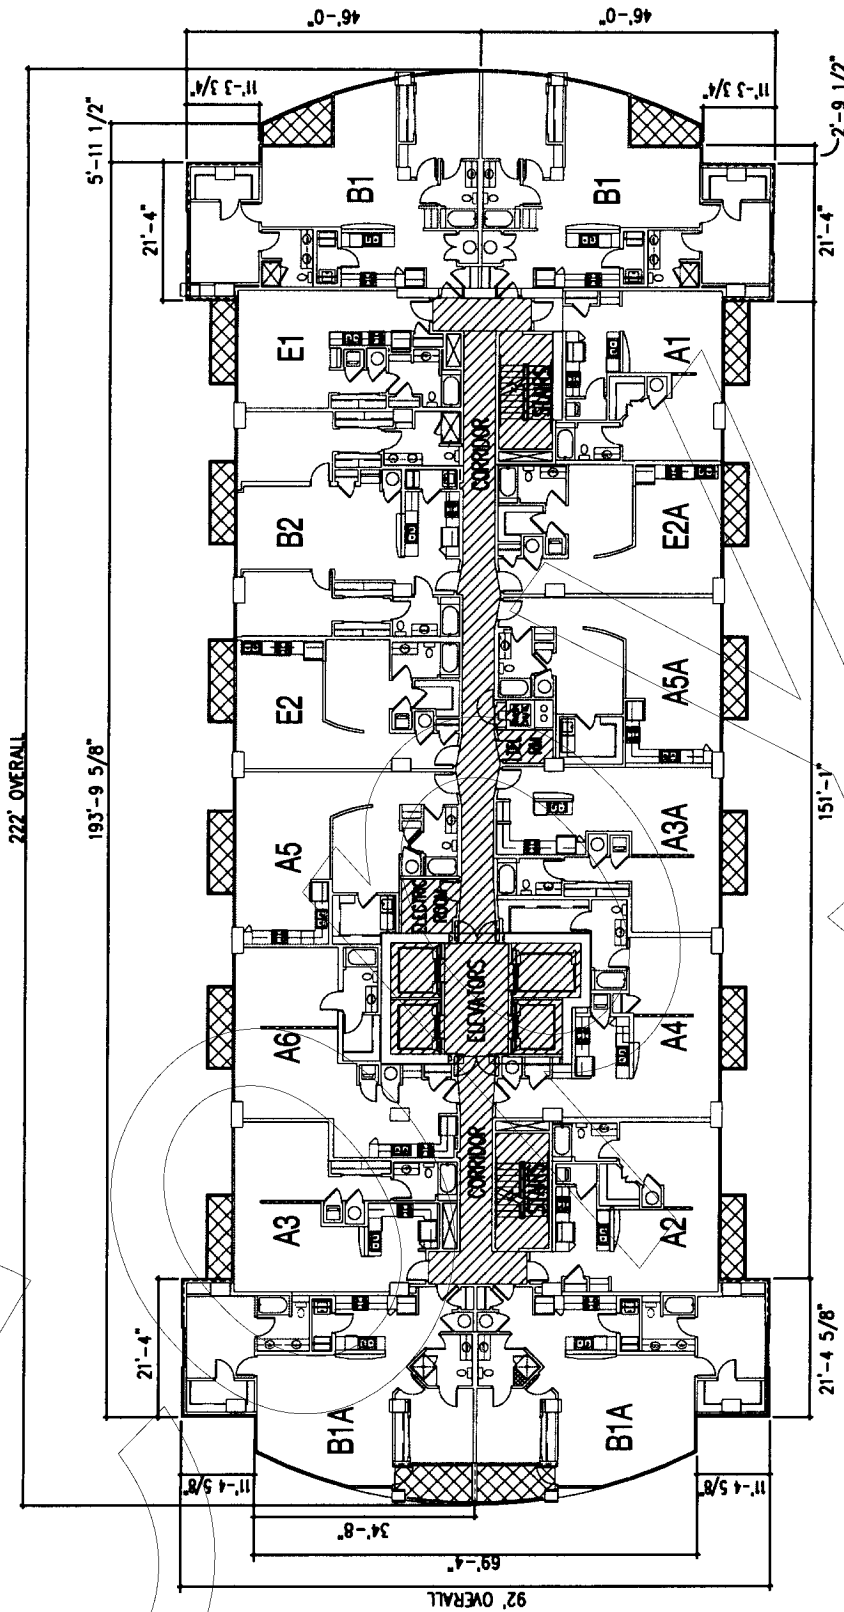 46'-0"
46'-0"
11'-3 3/4"
11'-3 3/4"
2'-9 1/2"
5'-11 1/2"
21'-4"
21'-4"
B1
B1
E1
A1
STAIRS
CORRIDOR
B2
E2A
E2
A5A
222' OVERALL
193'-9 5/8"
151'-1"
A5
A3A
ELECTRIC
ROOM
ELEVATORS
A6
A4
CORRIDOR
STAIRS
A3
A2
21'-4"
21'-4 5/8"
B1A
B1A
11'-4 5/8"
11'-4 5/8"
34'-8"
69'-4"
92' OVERALL